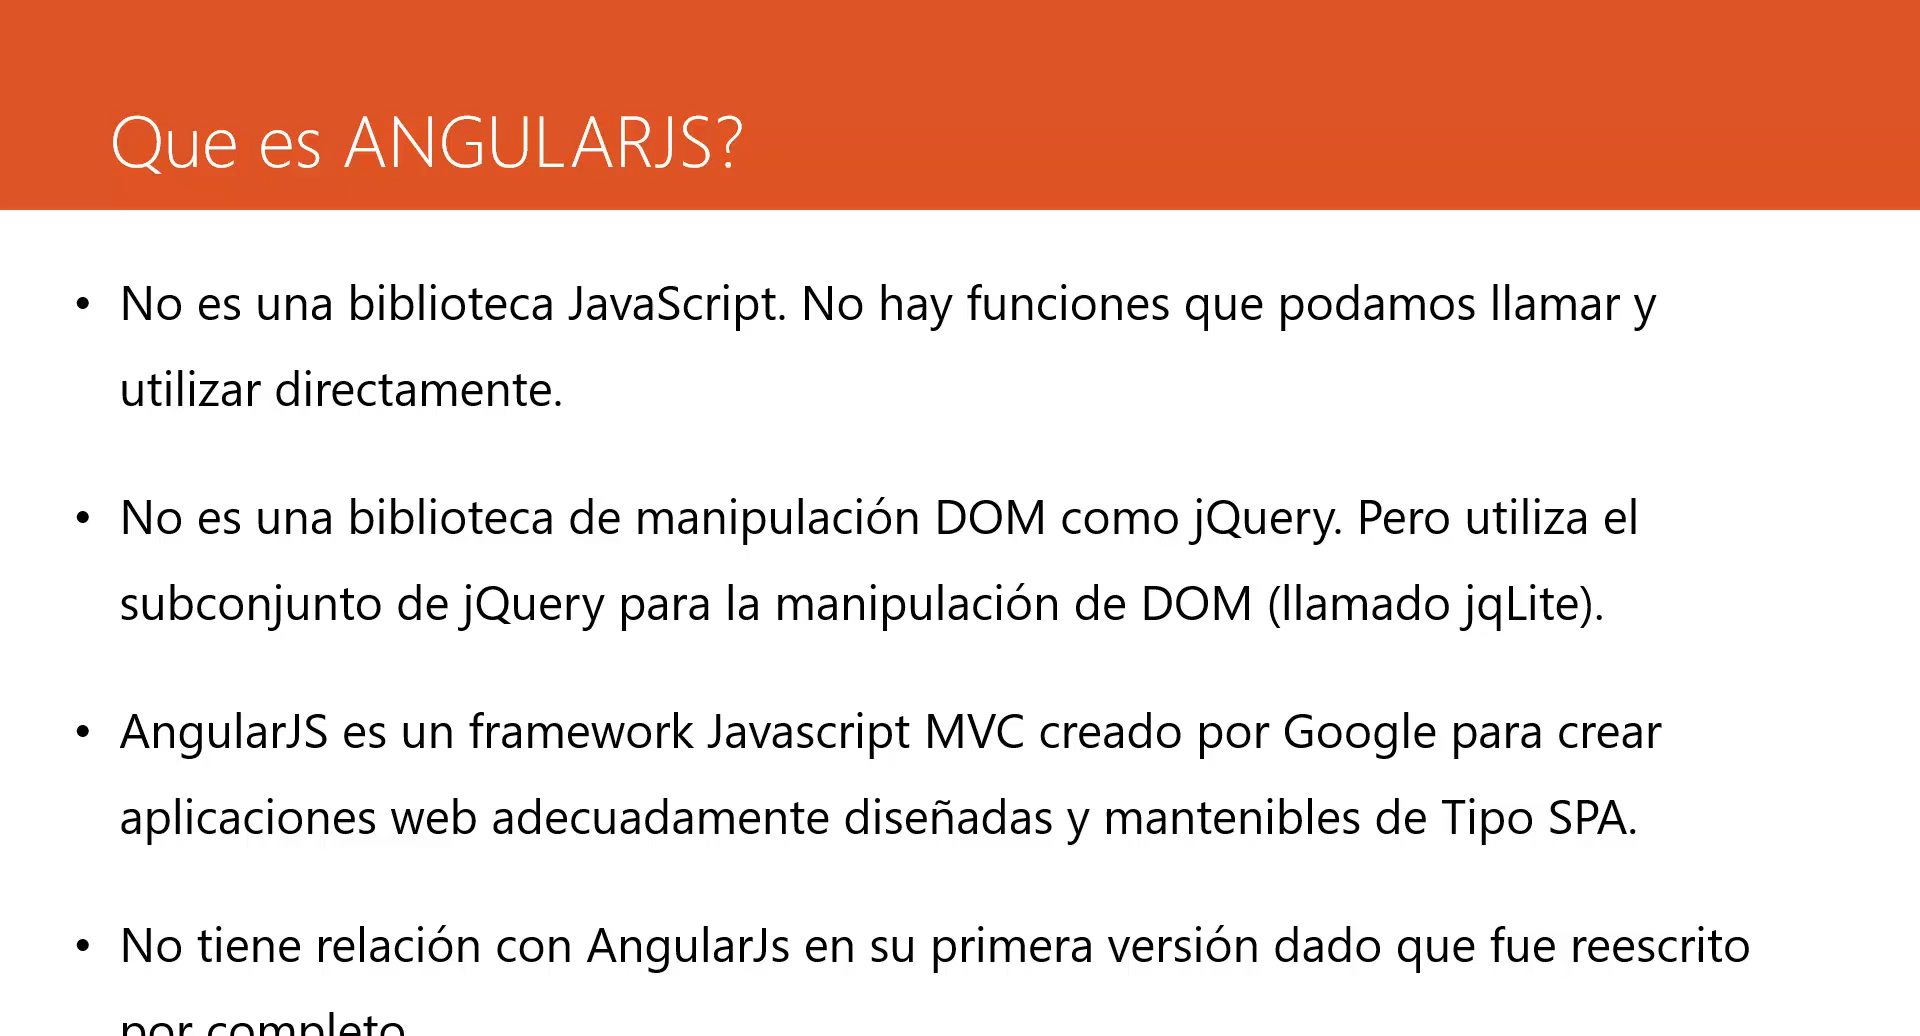 Que es ANGULARJS?
• No es una biblioteca JavaScript. No hay funciones que podamos llamar y
utilizar directamente.
• No es una biblioteca de manipulación DOM como jQuery. Pero utiliza el
subconjunto de jQuery para la manipulación de DOM (llamado jqLite).
• AngularJS es un framework Javascript MVC creado por Google para crear
aplicaciones web adecuadamente diseñadas y mantenibles de Tipo SPA.
• No tiene relación con AngularJs en su primera versión dado que fue reescrito
por completo